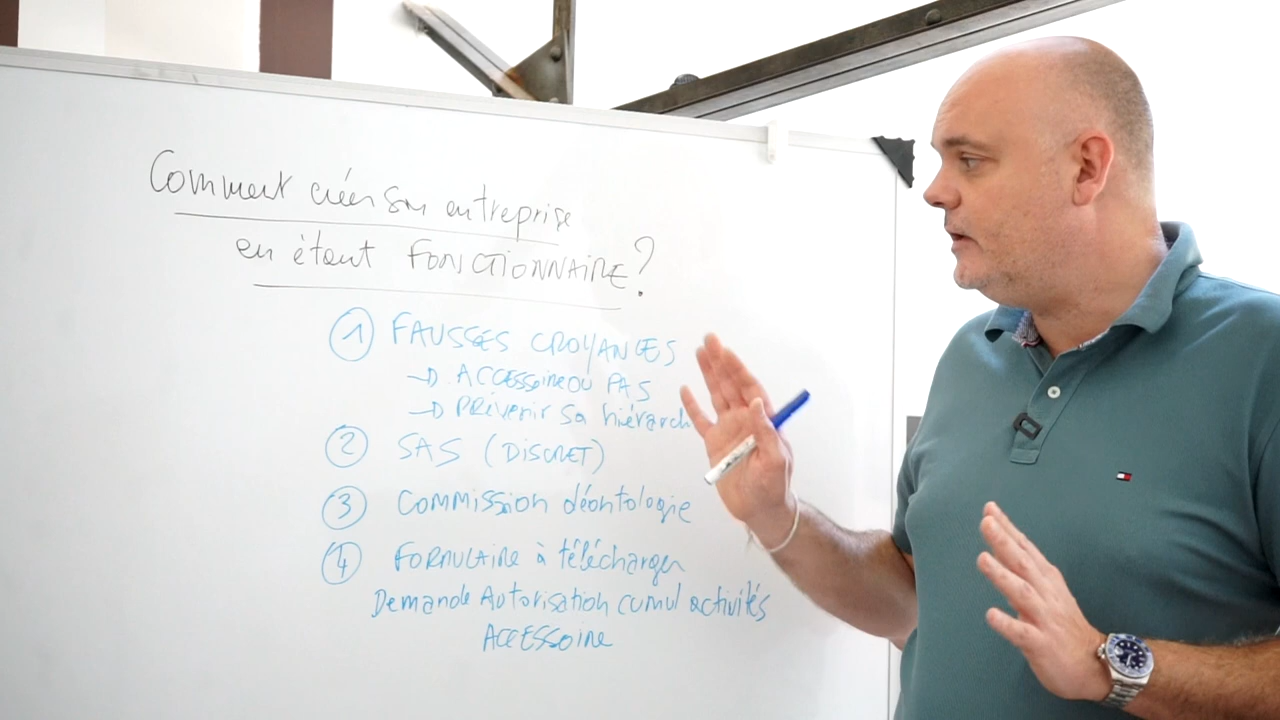 Comment créer son entreprise
en étant FONCTIONNAIRE ?
1 FAUSSES CROYANCES
→ ACCESSoire OU PAS
→ PRÉVENIR Sa hiérarch
2 SAS (DISCRET)
3 COMMISSION déontologie
4 FORMULAIRE à télécharger
Demande Autorisation cumul activités
ACCESSOIRE